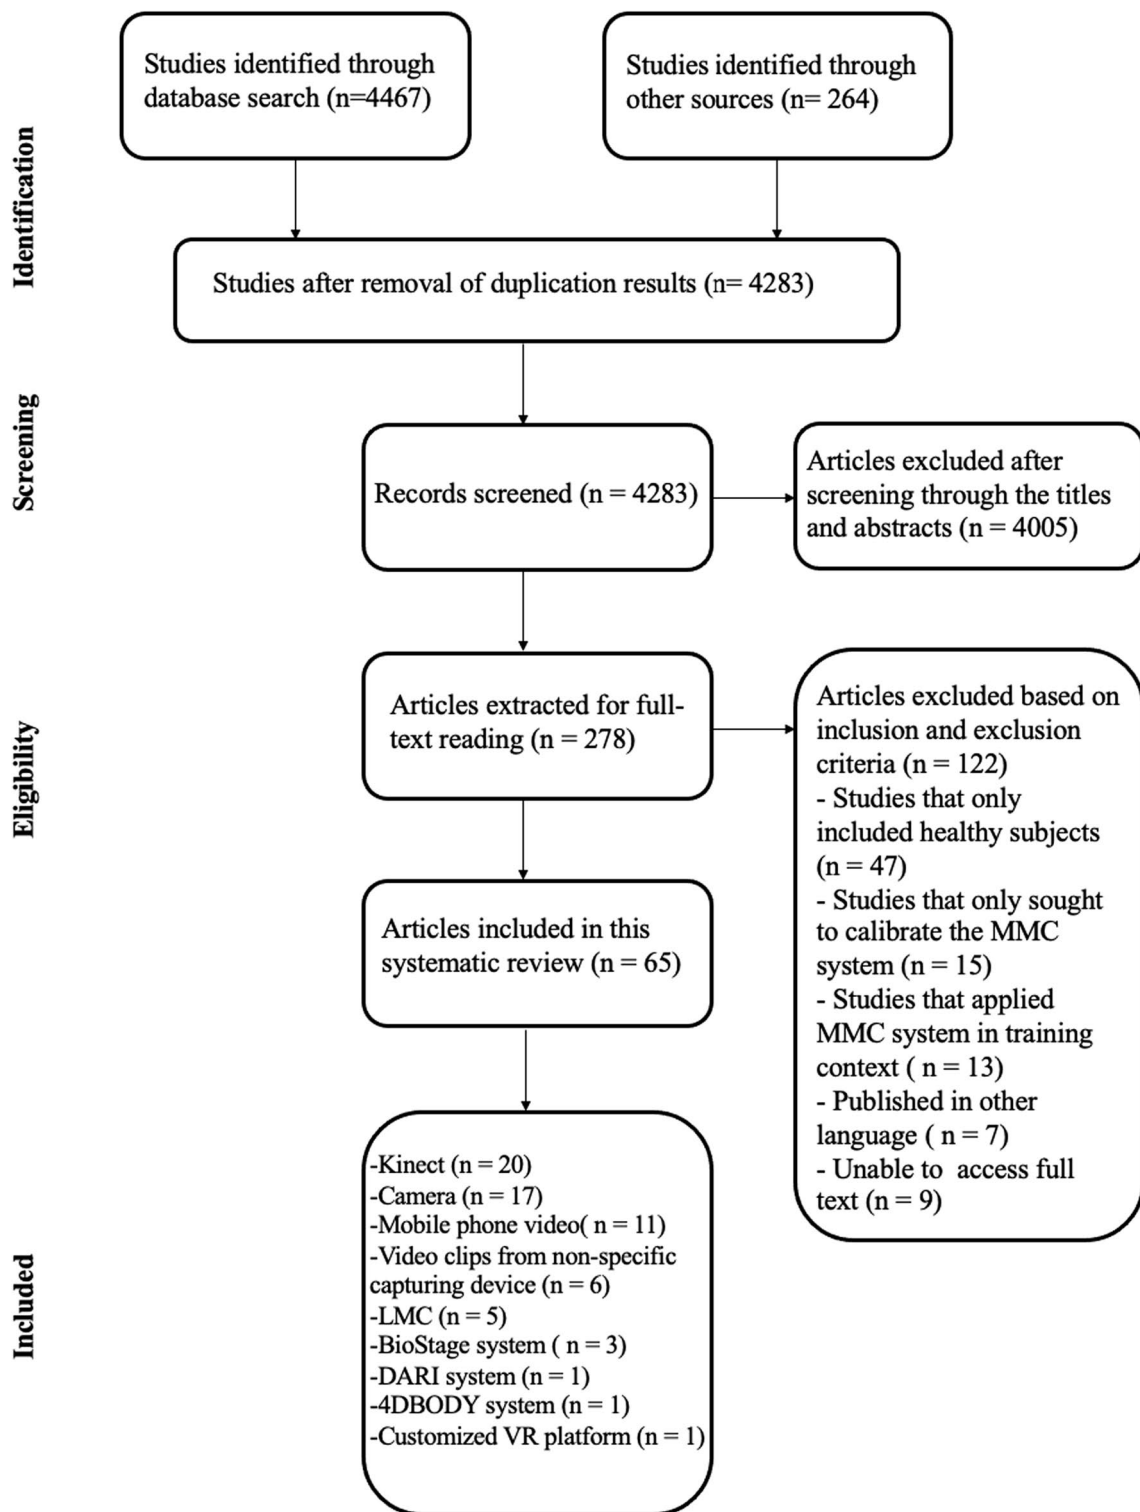 Identification
Studies identified through
database search (n=4467)
Studies identified through
other sources (n= 264)
Studies after removal of duplication results (n= 4283)
Screening
Records screened (n = 4283)
Articles excluded after
screening through the titles
and abstracts (n = 4005)
Eligibility
Articles extracted for full-
text reading (n = 278)
Articles excluded based on
inclusion and exclusion
criteria (n = 122)
- Studies that only
included healthy subjects
(n = 47)
- Studies that only sought
to calibrate the MMC
system (n = 15)
- Studies that applied
MMC system in training
context ( n = 13)
- Published in other
language ( n = 7)
- Unable to  access full
text (n = 9)
Articles included in this
systematic review (n = 65)
Included
-Kinect (n = 20)
-Camera (n = 17)
-Mobile phone video( n = 11)
-Video clips from non-specific
capturing device (n = 6)
-LMC (n = 5)
-BioStage system ( n = 3)
-DARI system (n = 1)
-4DBODY system (n = 1)
-Customized VR platform (n = 1)